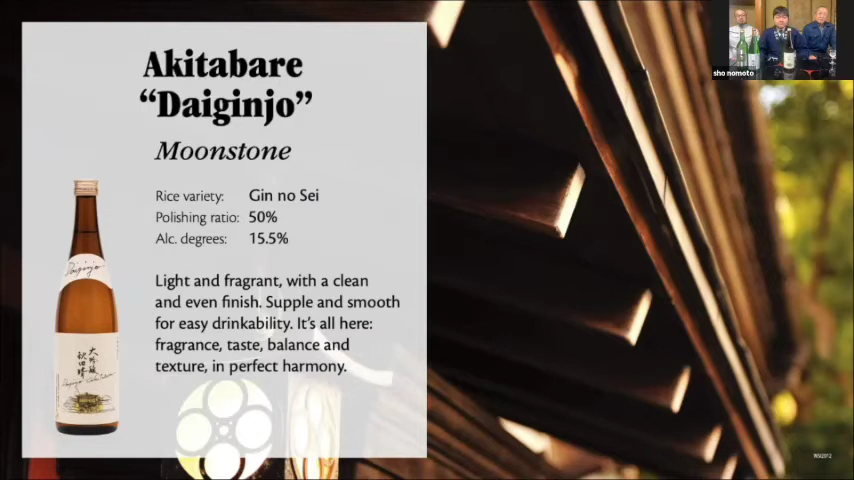 Akitabare
“Daiginjo”
Moonstone
Rice variety: Gin no Sei
Polishing ratio: 50%
Alc. degrees: 15.5%
Light and fragrant, with a clean
and even finish. Supple and smooth
for easy drinkability. It’s all here:
fragrance, taste, balance and
texture, in perfect harmony.
Daiginjo
大吟醸
秋田晴
sho nomoto